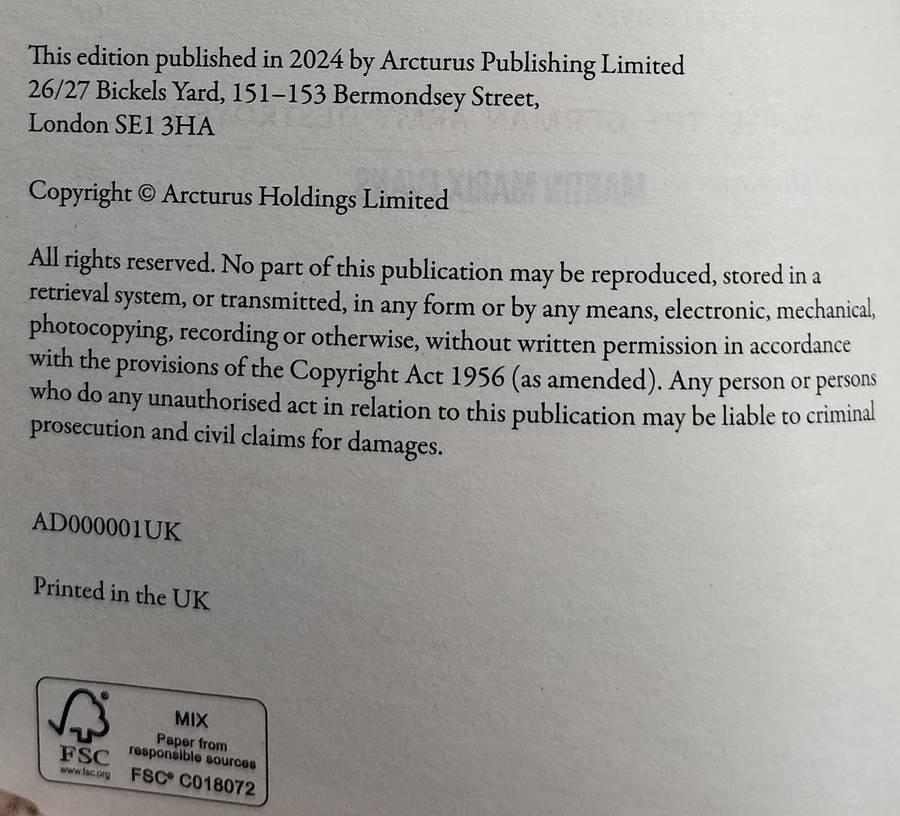 This edition published in 2024 by Arcturus Publishing Limited
26/27 Bickels Yard, 151–153 Bermondsey Street,
London SE1 3HA
Copyright © Arcturus Holdings Limited
All rights reserved. No part of this publication may be reproduced, stored in a
retrieval system, or transmitted, in any form or by any means, electronic, mechanical,
photocopying, recording or otherwise, without written permission in accordance
with the provisions of the Copyright Act 1956 (as amended). Any person or persons
who do any unauthorised act in relation to this publication may be liable to criminal
prosecution and civil claims for damages.
AD000001UK
Printed in the UK
FSC
www.fsc.org
MIX
Paper from
responsible sources
FSC® C018072